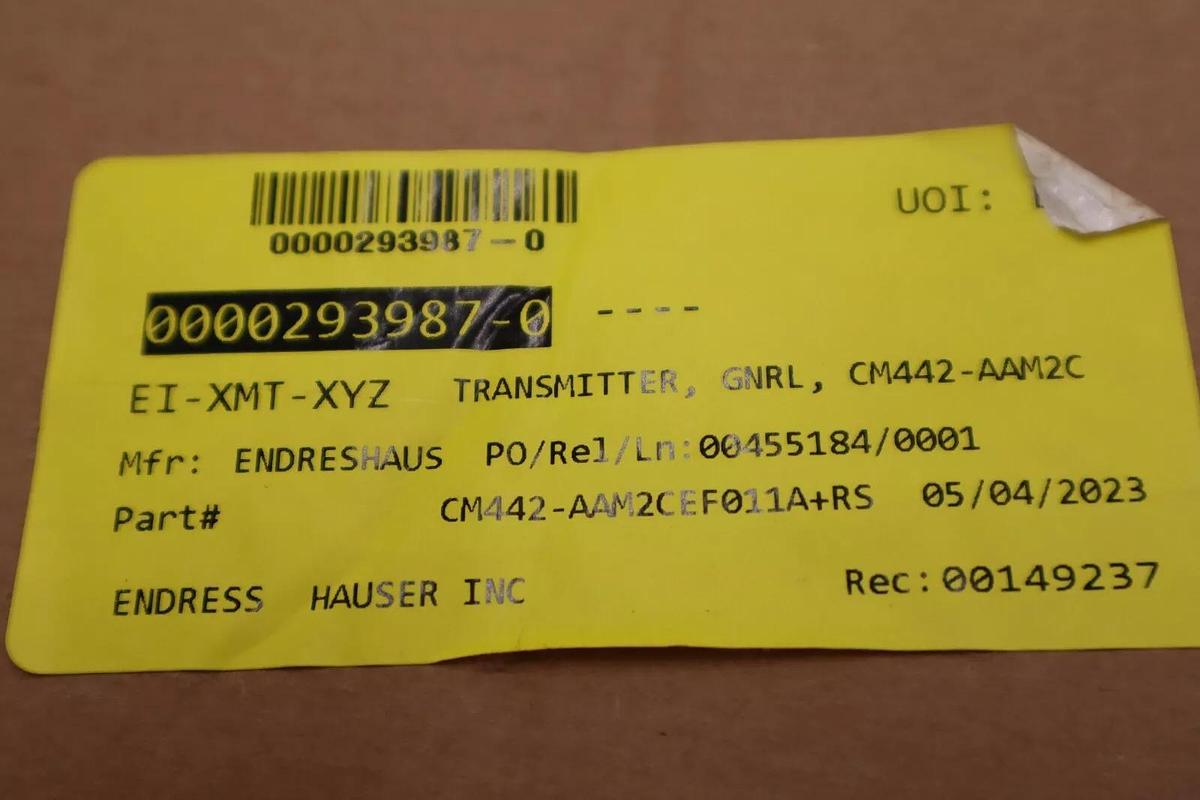 UOI:
0000293987-0
0000293987-0 ----
EI-XMT-XYZ TRANSMITTER, GNRL, CM442-AAM2C
Mfr: ENDRESHAUS PO/Rel/Ln:00455184/0001
Part# CM442-AAM2CEF011A+RS 05/04/2023
ENDRESS HAUSER INC Rec:00149237